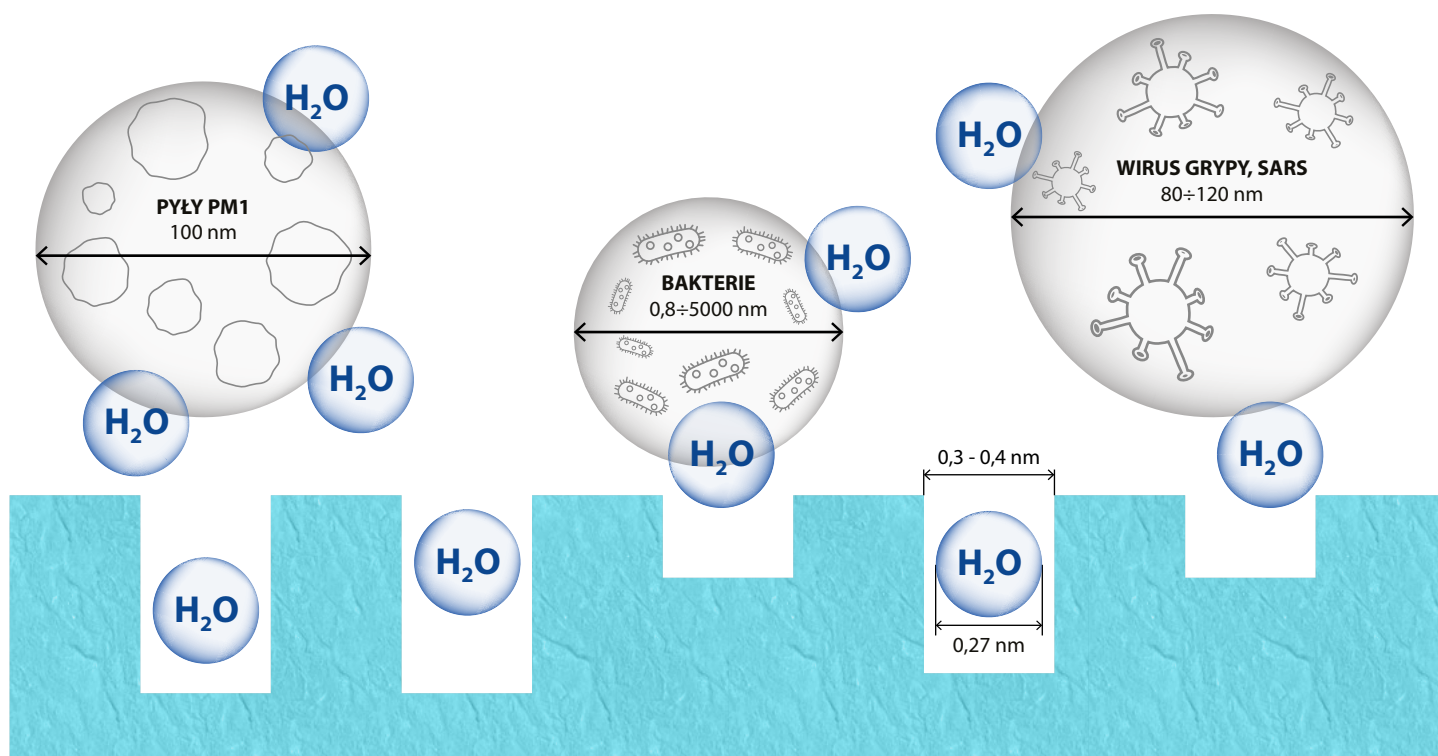 H₂O
PYŁY PM1
100 nm
H₂O
H₂O
H₂O
WIRUS GRYPY, SARS
80÷120 nm
H₂O
BAKTERIE
0,8÷5000 nm
H₂O
H₂O
0,3 - 0,4 nm
H₂O
H₂O
H₂O
H₂O
0,27 nm